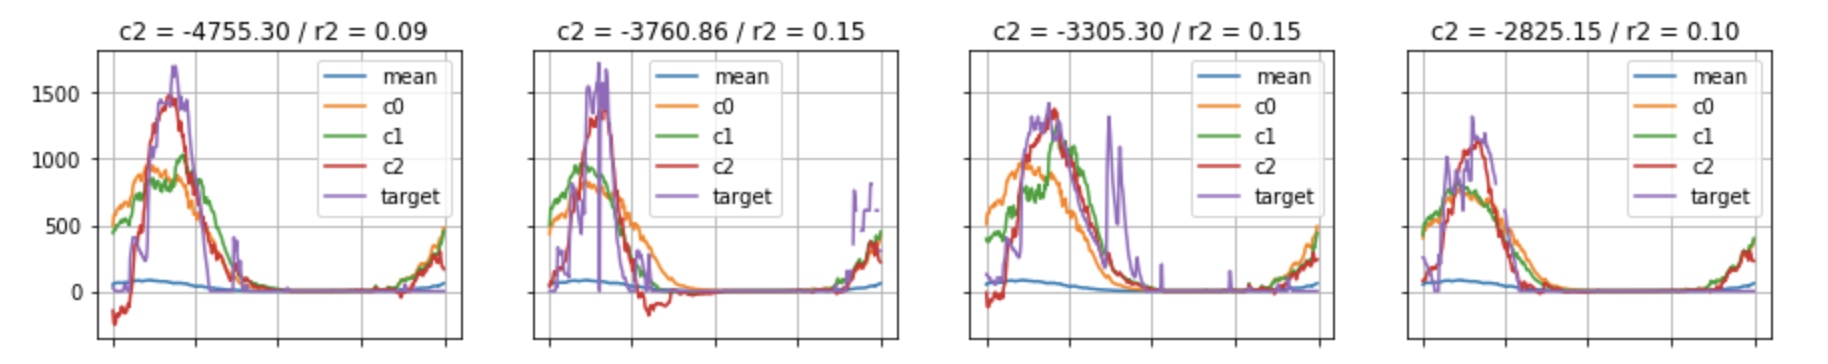 c2 = -4755.30 / r2 = 0.09
c2 = -3760.86 / r2 = 0.15
c2 = -3305.30 / r2 = 0.15
c2 = -2825.15 / r2 = 0.10
1500
1000
500
0
mean
c0
c1
c2
target
mean
c0
c1
c2
target
mean
c0
c1
c2
target
mean
c0
c1
c2
target